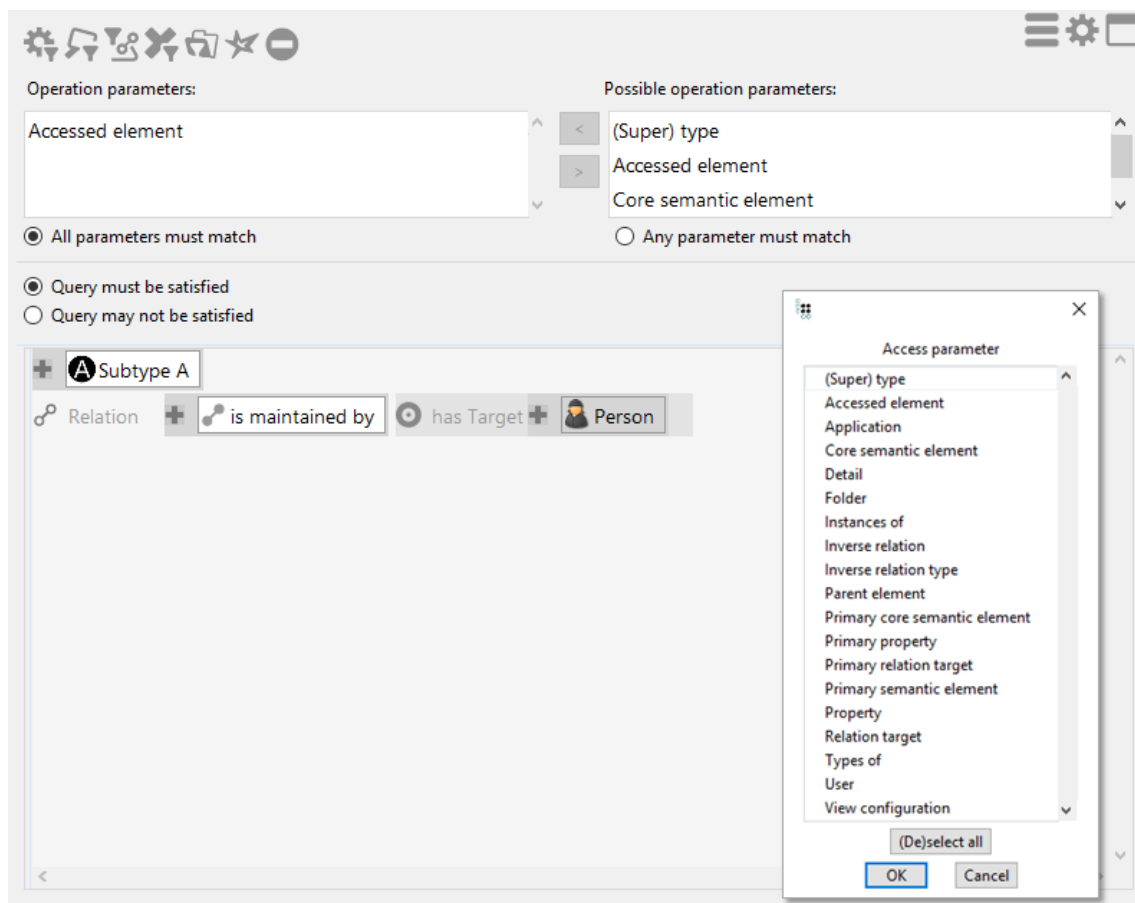 Operation parameters:
Possible operation parameters:
Accessed element
<
(Super) type
>
Accessed element
Core semantic element
All parameters must match
Any parameter must match
Query must be satisfied
Query may not be satisfied
A Subtype A
Relation
is maintained by
has Target
Person
Access parameter
(Super) type
Accessed element
Application
Core semantic element
Detail
Folder
Instances of
Inverse relation
Inverse relation type
Parent element
Primary core semantic element
Primary property
Primary relation target
Primary semantic element
Property
Relation target
Types of
User
View configuration
(De)select all
OK
Cancel